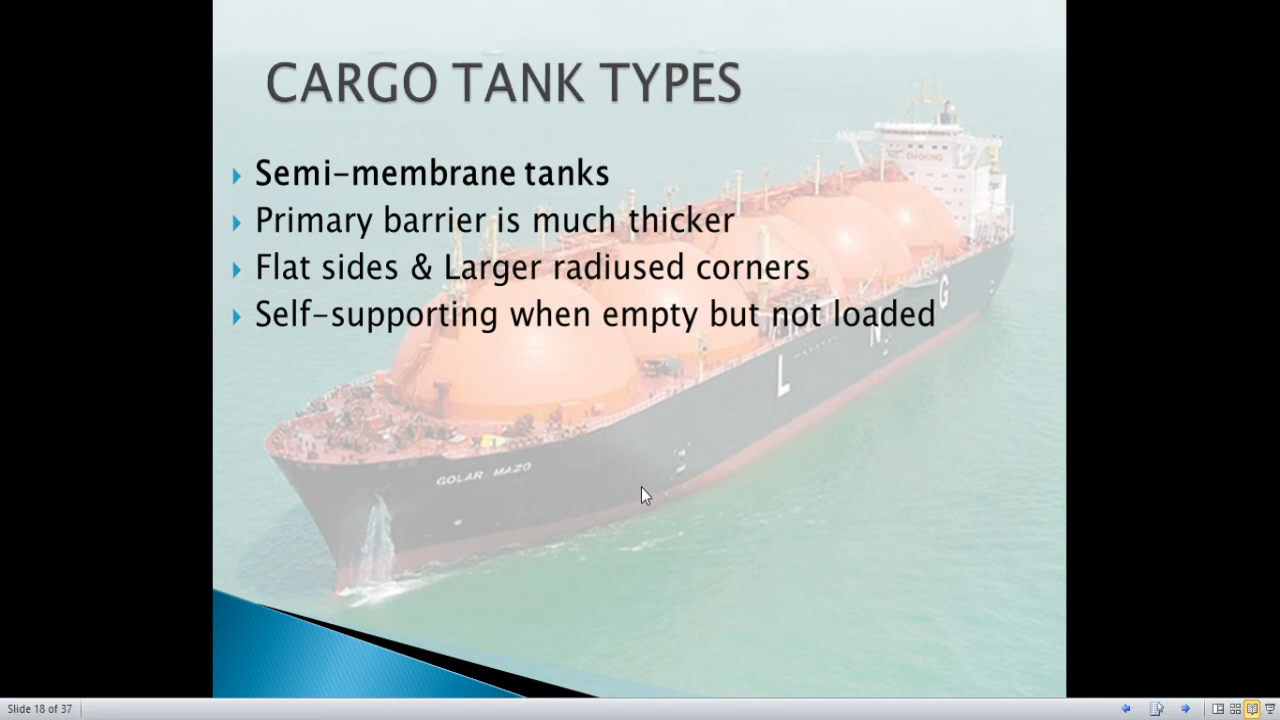 CARGO TANK TYPES
Semi-membrane tanks
Primary barrier is much thicker
Flat sides & Larger radiused corners
Self-supporting when empty but not loaded
L N G
GOLAR MAZO
Slide 18 of 37